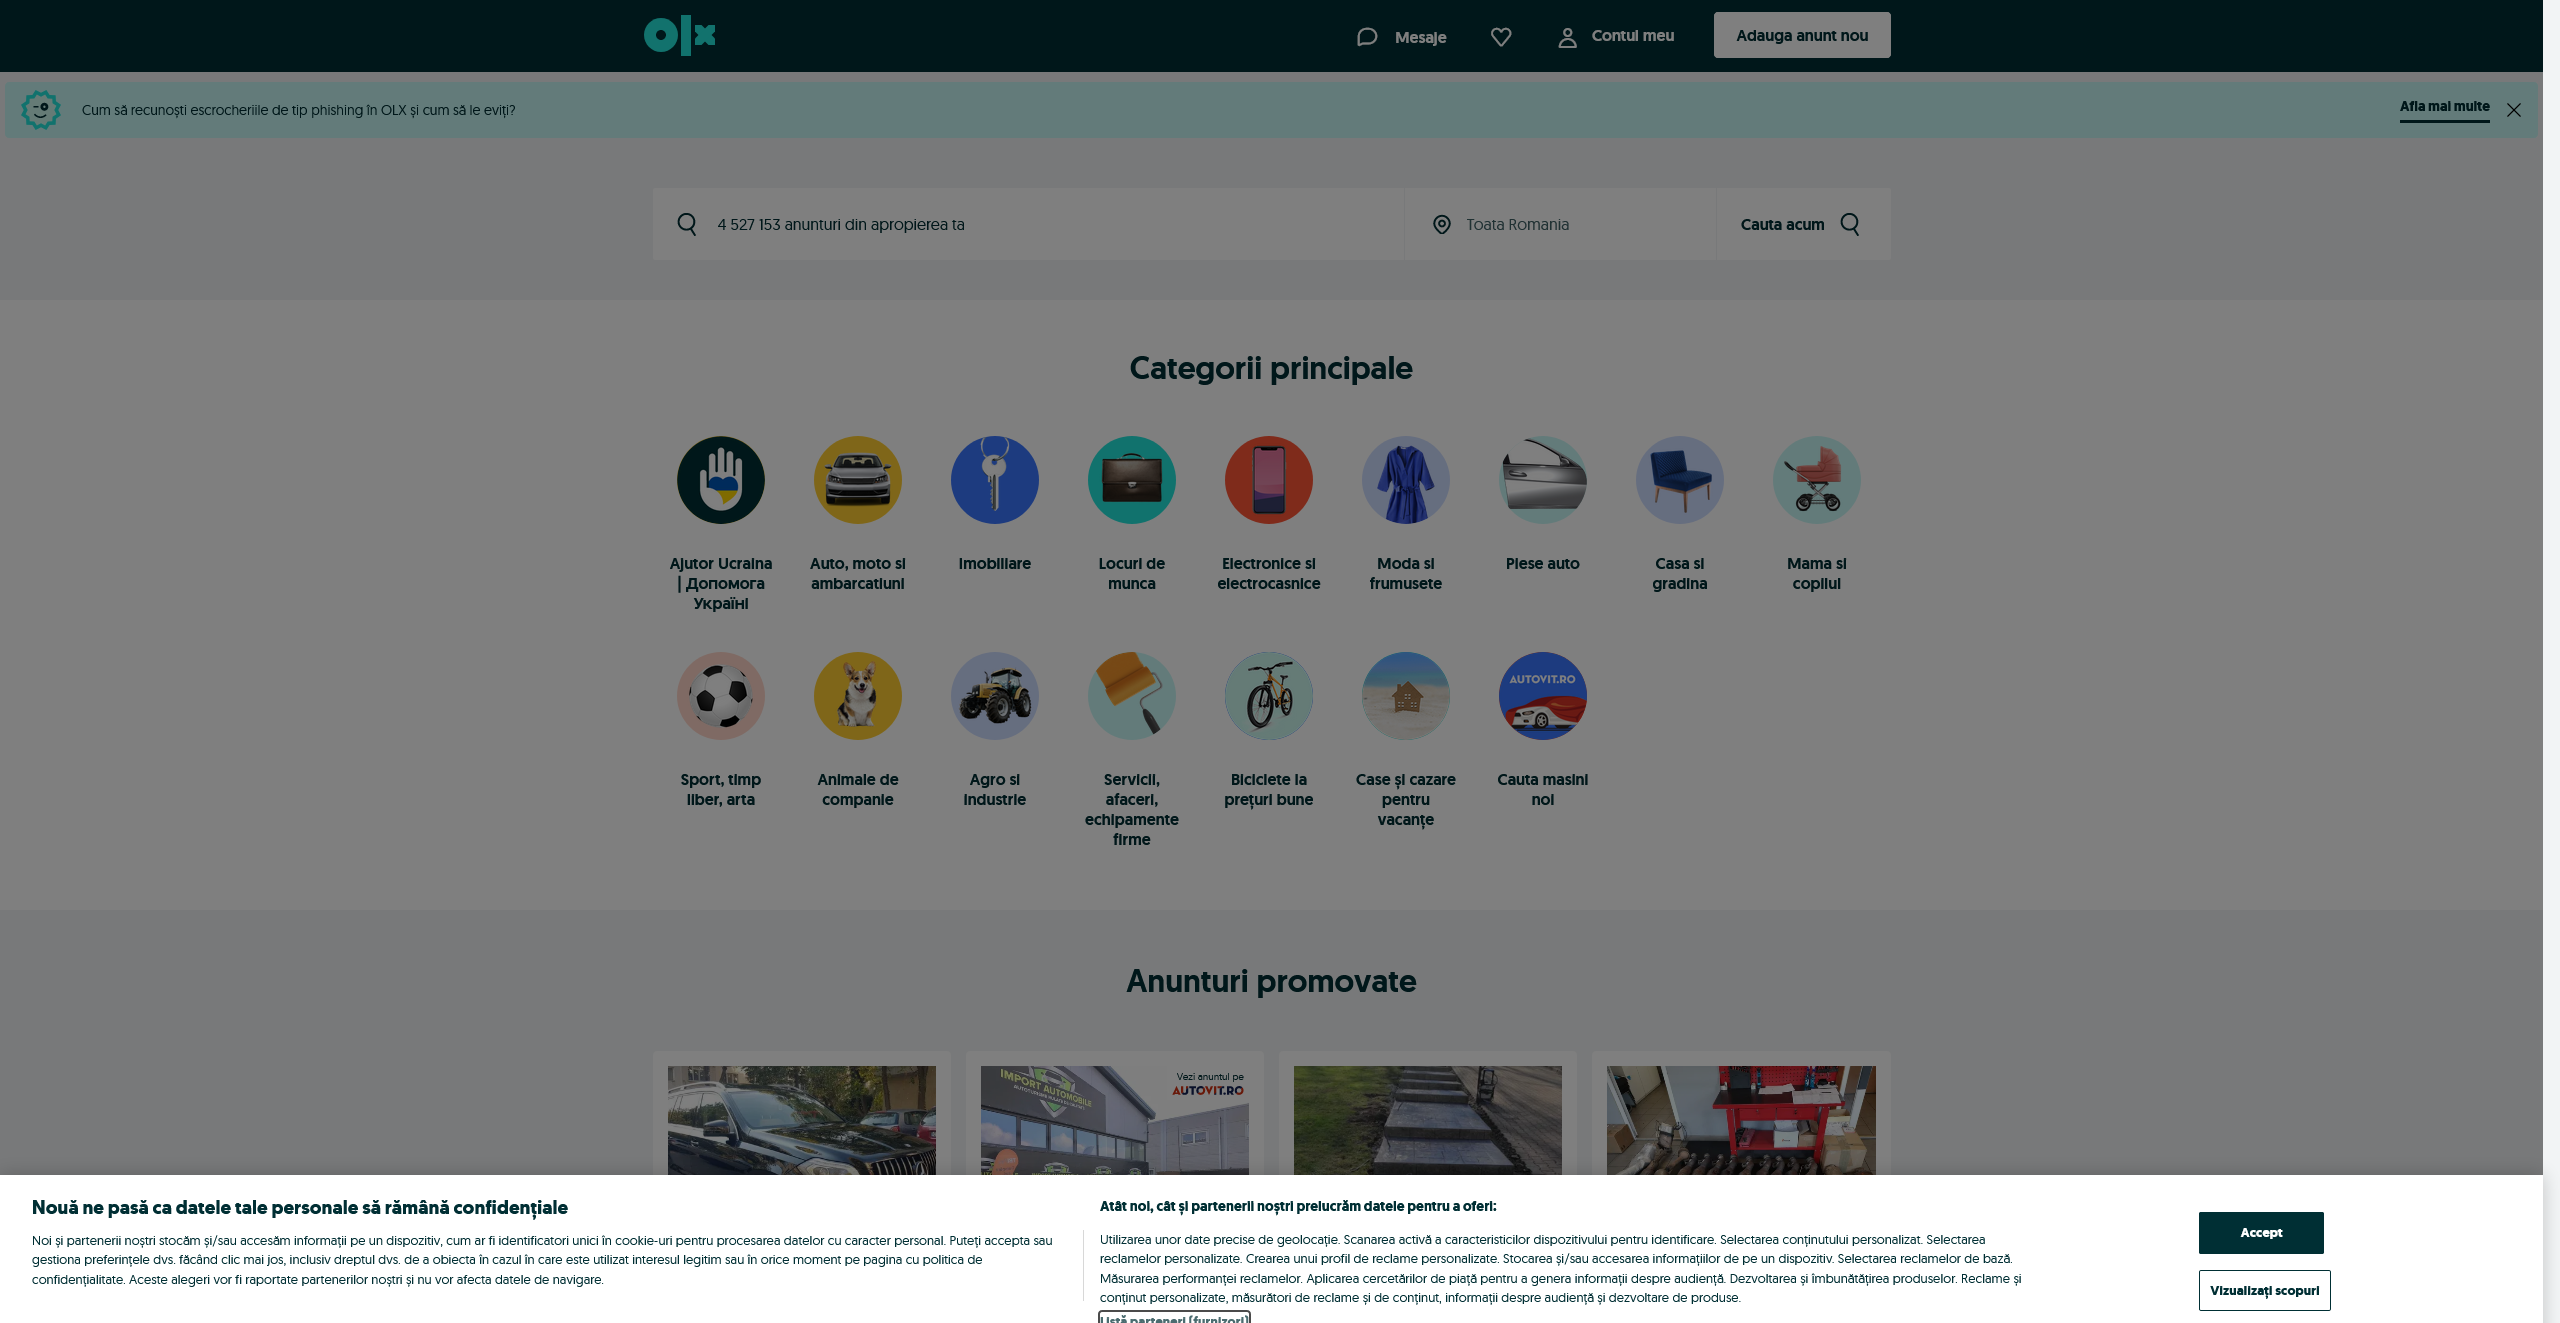 olx
Mesaje
Contul meu
Adauga anunt nou
Cum să recunoști escrocheriile de tip phishing în OLX și cum să le eviți?
Afla mai multe
4 527 153 anunturi din apropierea ta
Toata Romania
Cauta acum
Categorii principale
Ajutor Ucraina
| Допомога
Україні
Auto, moto si
ambarcatiuni
Imobiliare
Locuri de
munca
Electronice si
electrocasnice
Moda si
frumusete
Piese auto
Casa si
gradina
Mama si
copilul
AUTOVIT.RO
Sport, timp
liber, arta
Animale de
companie
Agro si
industrie
Servicii,
afaceri,
echipamente
firme
Biciclete la
prețuri bune
Case și cazare
pentru
vacanțe
Cauta masini
noi
Anunturi promovate
IMPORT AUTOMOBILE
Vezi anuntul pe
AUTOVIT.RO
Nouă ne pasă ca datele tale personale să rămână confidențiale
Noi și partenerii noștri stocăm și/sau accesăm informații pe un dispozitiv, cum ar fi identificatori unici în cookie-uri pentru procesarea datelor cu caracter personal. Puteți accepta sau
gestiona preferințele dvs. făcând clic mai jos, inclusiv dreptul dvs. de a obiecta în cazul în care este utilizat interesul legitim sau în orice moment pe pagina cu politica de
confidențialitate. Aceste alegeri vor fi raportate partenerilor noștri și nu vor afecta datele de navigare.
Atât noi, cât și partenerii noștri prelucrăm datele pentru a oferi:
Utilizarea unor date precise de geolocație. Scanarea activă a caracteristicilor dispozitivului pentru identificare. Selectarea conținutului personalizat. Selectarea
reclamelor personalizate. Crearea unui profil de reclame personalizate. Stocarea și/sau accesarea informațiilor de pe un dispozitiv. Selectarea reclamelor de bază.
Măsurarea performanței reclamelor. Aplicarea cercetărilor de piață pentru a genera informații despre audiență. Dezvoltarea și îmbunătățirea produselor. Reclame și
conținut personalizate, măsurători de reclame și de conținut, informații despre audiență și dezvoltare de produse.
Listă parteneri (furnizori)
Accept
Vizualizați scopuri